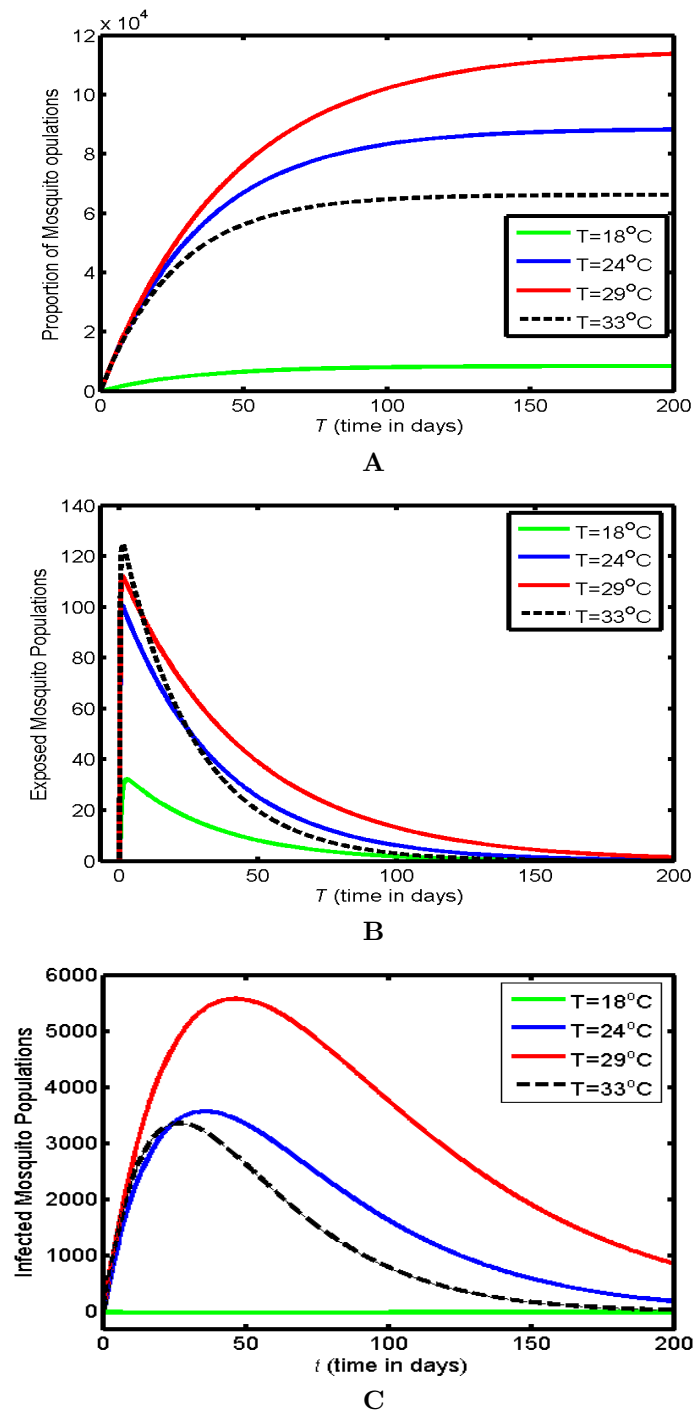 × 10⁴
12
10
8
6
4
2
0
Proportion of Mosquito opulations
T=18°C
T=24°C
T=29°C
T=33°C
0 50 100 150 200
T (time in days)
A
140
120
100
80
60
40
20
0
Exposed Mosquito Populations
T=18°C
T=24°C
T=29°C
T=33°C
0 50 100 150 200
T (time in days)
B
6000
5000
4000
3000
2000
1000
0
Infected Mosquito Populations
T=18°C
T=24°C
T=29°C
T=33°C
0 50 100 150 200
t (time in days)
C